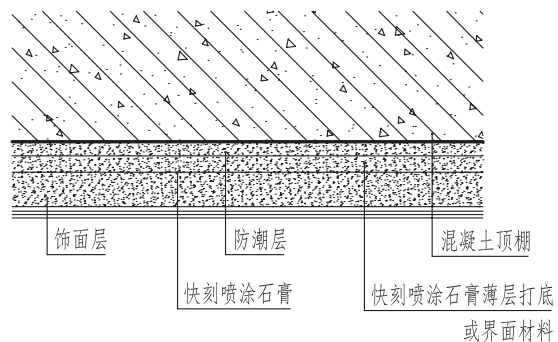 饰面层
防潮层
混凝土顶棚
快刻喷涂石膏
快刻喷涂石膏薄层打底
或界面材料